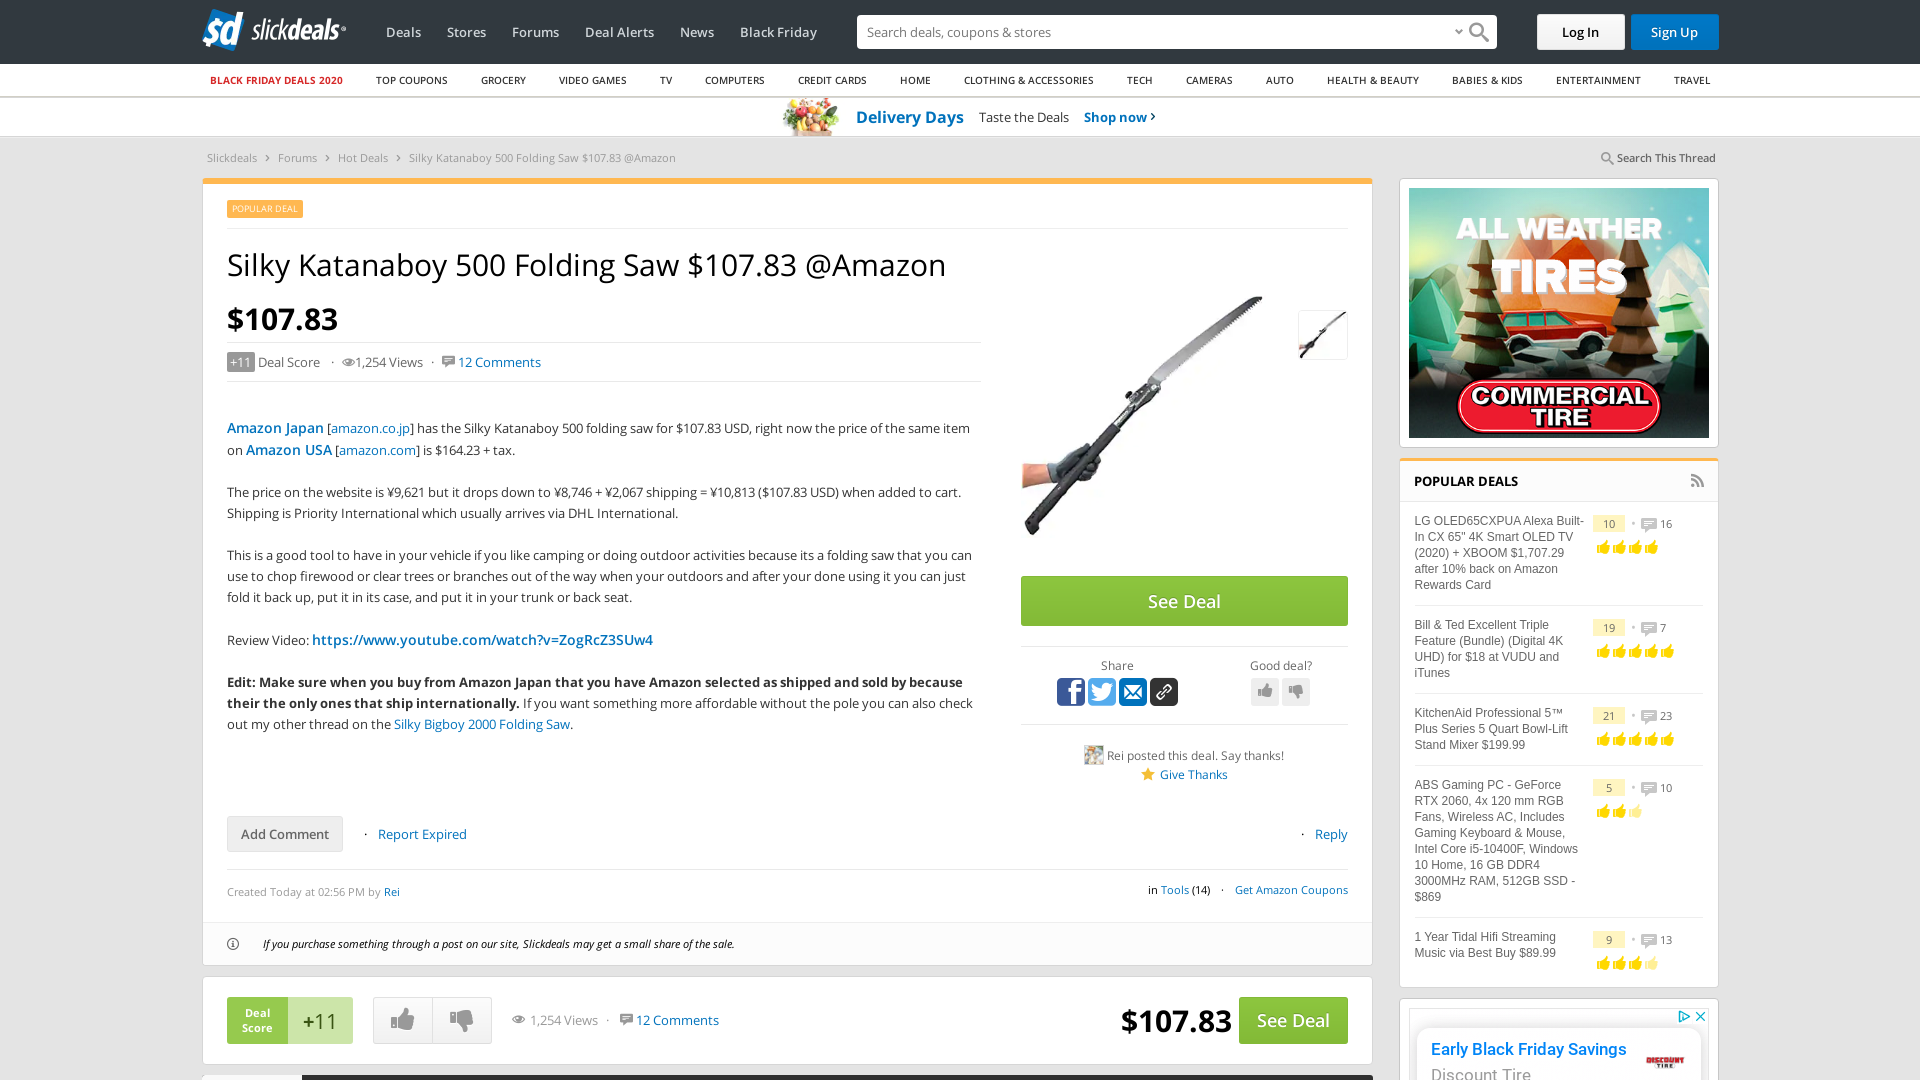 slickdeals
Deals Stores Forums Deal Alerts News Black Friday
Search deals, coupons & shares
Log In
Sign Up
BLACK FRIDAY DEALS 2020 TOP COUPONS GROCERY VIDEO GAMES TV COMPUTERS CREDIT CARDS HOME CLOTHING & ACCESSORIES TECH CAMERAS AUTO HEALTH & BEAUTY BABIES & KIDS ENTERTAINMENT TRAVEL
Delivery Days Taste the Deals Shop now
Slickdeals > Forums > Hot Deals > Silky Katanaboy 500 Folding Saw $107.83 @Amazon
Search This Thread
POPULAR DEAL
Silky Katanaboy 500 Folding Saw $107.83 @Amazon
$107.83
+11 Deal Score · 1,254 Views · 12 Comments
Amazon Japan [amazon.co.jp] has the Silky Katanaboy 500 folding saw for $107.83 USD, right now the price of the same item
on Amazon USA [amazon.com] is $164.23 + tax.
The price on the website is ¥9,621 but it drops down to ¥8,746 + ¥2,067 shipping = ¥10,813 ($107.83 USD) when added to cart.
Shipping is Priority International which usually arrives via DHL International.
This is a good tool to have in your vehicle if you like camping or doing outdoor activities because its a folding saw that you can
use to chop firewood or clear trees or branches out of the way when your outdoors and after your done using it you can just
fold it back up, put it in its case, and put it in your trunk or back seat.
Review Video: https://www.youtube.com/watch?v=ZogRcZ3SUw4
Edit: Make sure when you buy from Amazon Japan that you have Amazon selected as shipped and sold by because
their the only ones that ship internationally. If you want something more affordable without the pole you can also check
out my other thread on the Silky Bigboy 2000 Folding Saw.
See Deal
Share
Good deal?
Rei posted this deal. Say thanks!
Give Thanks
Add Comment · Report Expired
· Reply
Created Today at 02:56 PM by Rei
in Tools (14) · Get Amazon Coupons
If you purchase something through a post on our site, Slickdeals may get a small share of the sale.
Deal
Score
+11
1,254 Views · 12 Comments
$107.83
See Deal
ALL WEATHER
TIRES
COMMERCIAL
TIRE
POPULAR DEALS
LG OLED65CXPUA Alexa Built-
In CX 65" 4K Smart OLED TV
(2020) + XBOOM $1,707.29
after 10% back on Amazon
Rewards Card
10 · 16
Bill & Ted Excellent Triple
Feature (Bundle) (Digital 4K
UHD) for $18 at VUDU and
iTunes
19 · 7
KitchenAid Professional 5™
Plus Series 5 Quart Bowl-Lift
Stand Mixer $199.99
21 · 23
ABS Gaming PC - GeForce
RTX 2060, 4x 120 mm RGB
Fans, Wireless AC, Includes
Gaming Keyboard & Mouse,
Intel Core i5-10400F, Windows
10 Home, 16 GB DDR4
3000MHz RAM, 512GB SSD -
$869
5 · 10
1 Year Tidal Hifi Streaming
Music via Best Buy $89.99
9 · 13
Early Black Friday Savings
Discount Tire
DISCOUNT
TIRE